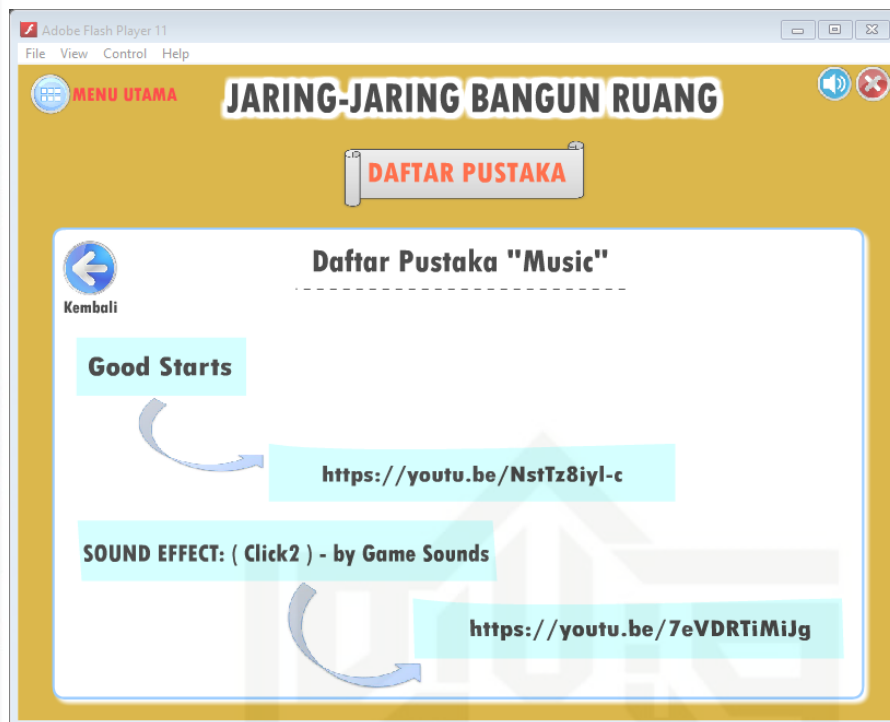 Adobe Flash Player 11
File View Control Help
MENU UTAMA
JARING-JARING BANGUN RUANG
DAFTAR PUSTAKA
Kembali
Daftar Pustaka "Music"
Good Starts
https://youtu.be/NstTz8iyl-c
SOUND EFFECT: ( Click2 ) - by Game Sounds
https://youtu.be/7eVDRTiMiJg